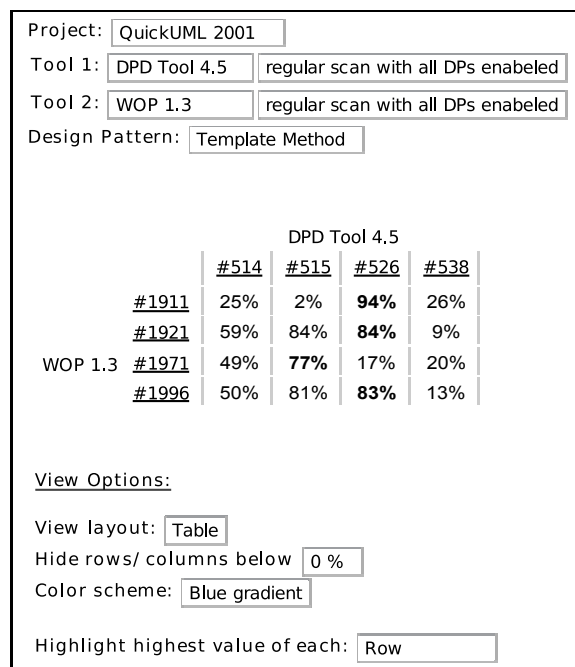 Project: QuickUML 2001
Tool 1: DPD Tool 4.5 regular scan with all DPs enabeled
Tool 2: WOP 1.3 regular scan with all DPs enabeled
Design Pattern: Template Method
DPD Tool 4.5
#514 #515 #526 #538
#1911 25% 2% 94% 26%
#1921 59% 84% 84% 9%
WOP 1.3 #1971 49% 77% 17% 20%
#1996 50% 81% 83% 13%
View Options:
View layout: Table
Hide rows/ columns below 0 %
Color scheme: Blue gradient
Highlight highest value of each: Row